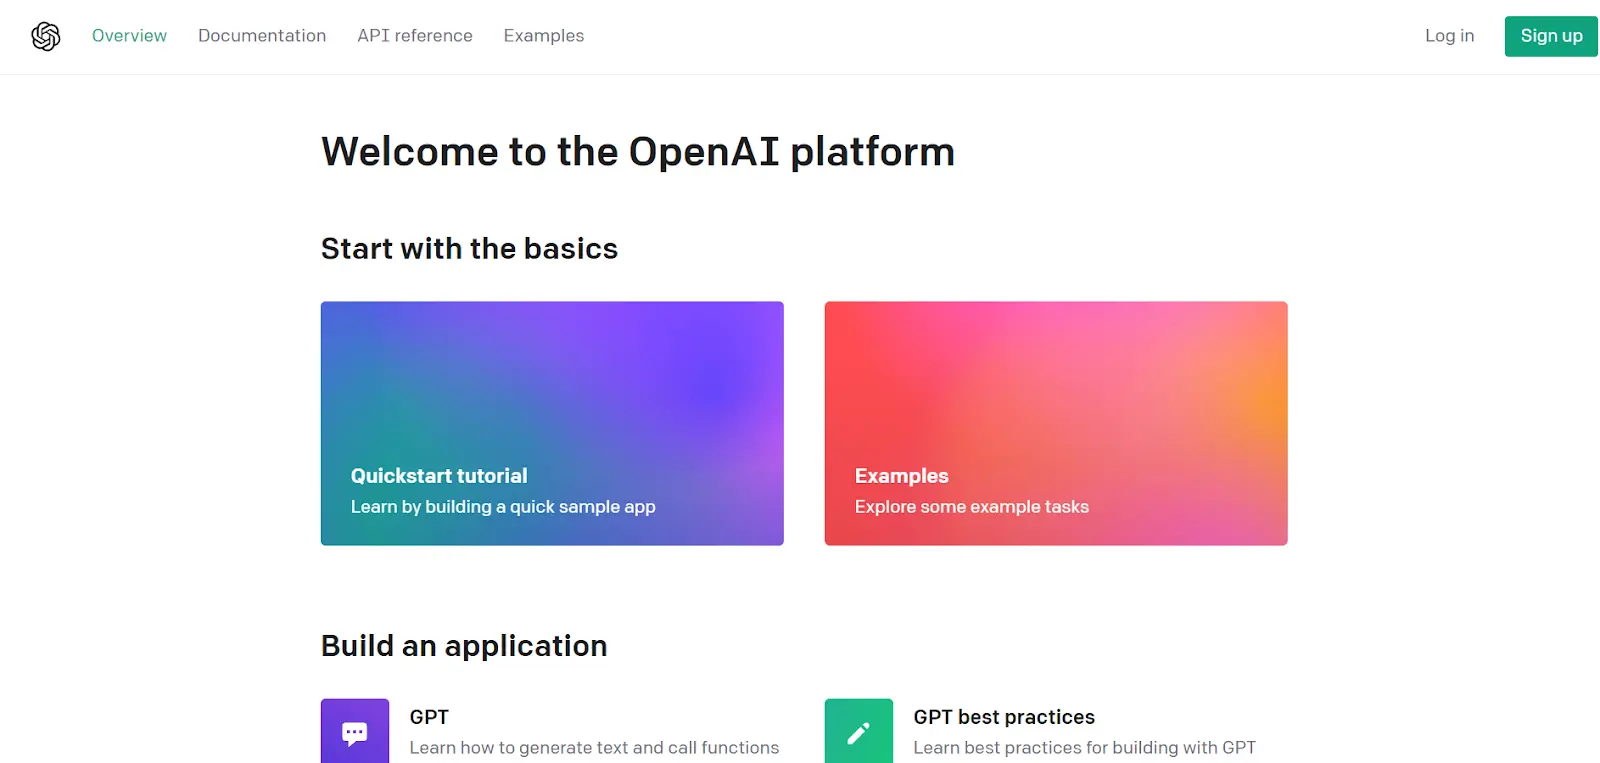 Overview Documentation API reference Examples Log in Sign up
Welcome to the OpenAI platform
Start with the basics
Quickstart tutorial
Learn by building a quick sample app
Examples
Explore some example tasks
Build an application
GPT
Learn how to generate text and call functions
GPT best practices
Learn best practices for building with GPT